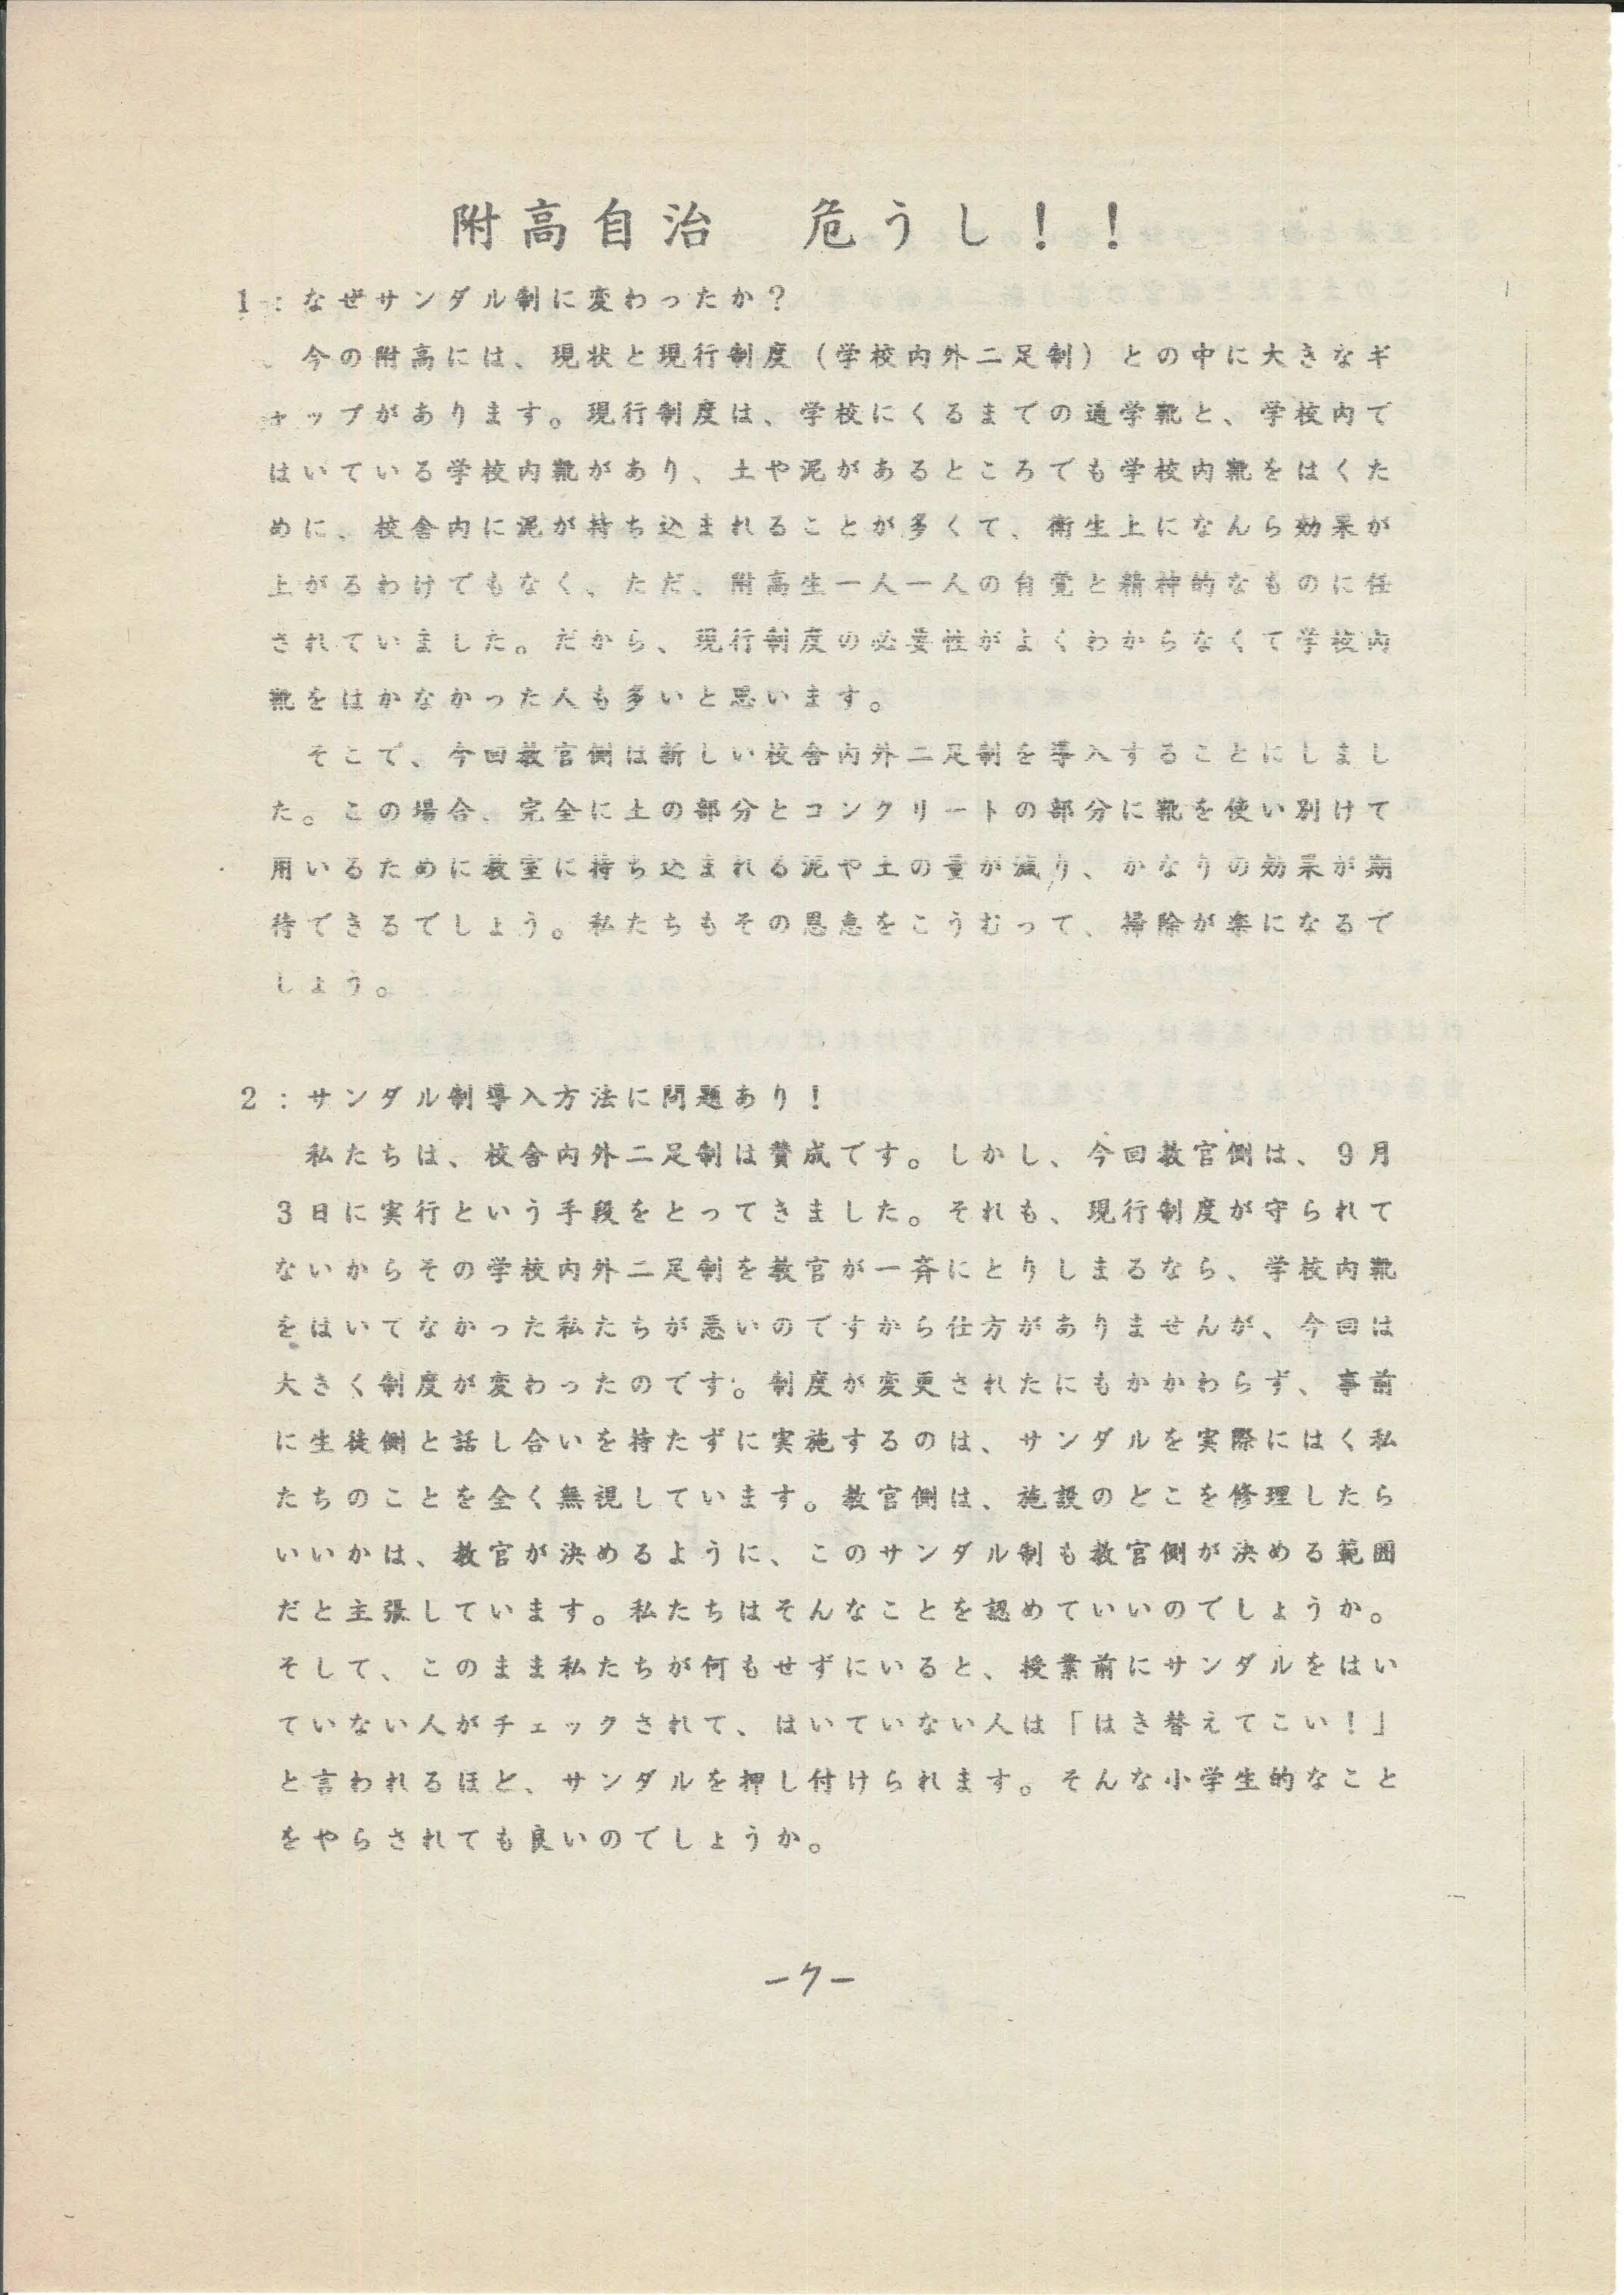 附高自治　危うし！！
1：なぜサンダル制に変わったか？
今の附高には、現状と現行制度（学校内外二足制）との中に大きなギ
ャップがあります。現行制度は、学校にくるまでの通学靴と、学校内で
はいている学校内靴があり、土や泥があるところでも学校内靴をはくた
めに、校舎内に泥が持ち込まれることが多くて、衛生上になんら効果が
上がるわけでもなく、ただ、附高生一人一人の自覚と精神的なものに任
されていました。だから、現行制度の必要性がよくわからなくて学校内
靴をはかなかった人も多いと思います。
そこで、今回教官側は新しい校舎内外二足制を導入することにしまし
た。この場合、完全に土の部分とコンクリートの部分に靴を使い別けて
用いるために教室に持ち込まれる泥や土の量が減り、かなりの効果が期
待できるでしょう。私たちもその恩恵をこうむって、掃除が楽になるで
しょう。
2：サンダル制導入方法に問題あり！
私たちは、校舎内外二足制は賛成です。しかし、今回教官側は、9月
3日に実行という手段をとってきました。それも、現行制度が守られて
ないからその学校内外二足制を教官が一斉にとりしまるなら、学校内靴
をはいてなかった私たちが悪いのですから仕方がありませんが、今回は
大きく制度が変わったのです。制度が変更されたにもかかわらず、事前
に生徒側と話し合いを持たずに実施するのは、サンダルを実際にはく私
たちのことを全く無視しています。教官側は、施設のどこを修理したら
いいかは、教官が決めるように、このサンダル制も教官側が決める範囲
だと主張しています。私たちはそんなことを認めていいのでしょうか。
そして、このまま私たちが何もせずにいると、授業前にサンダルをはい
ていない人がチェックされて、はいていない人は「はき替えてこい！」
と言われるほど、サンダルを押し付けられます。そんな小学生的なこと
をやらされても良いのでしょうか。
－7－